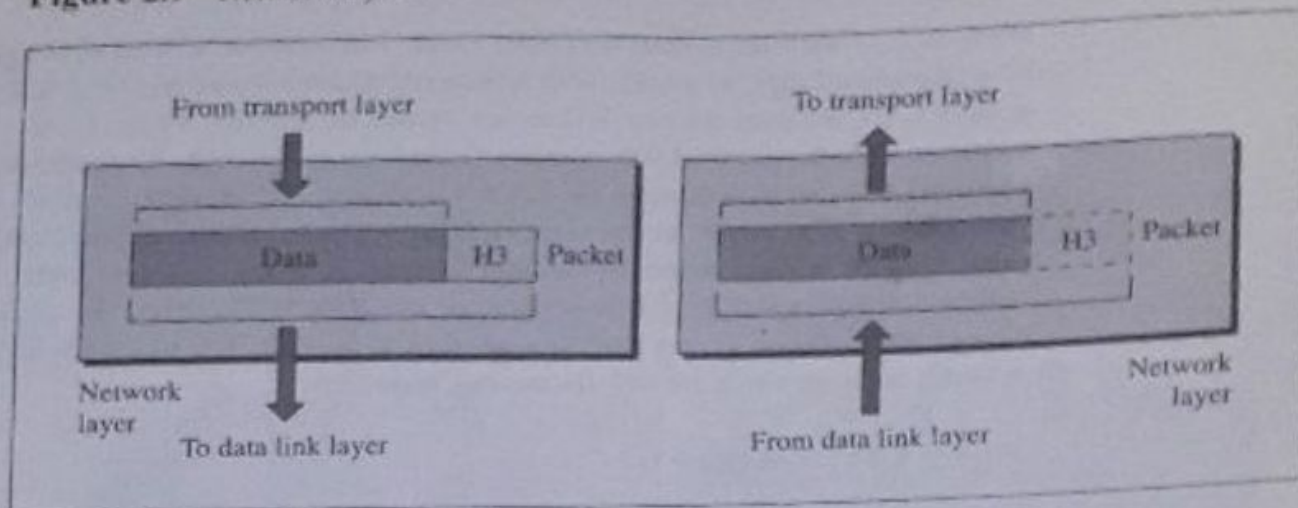 From transport layer
Data
H3
Packet
Network
layer
To data link layer
To transport layer
Data
H3
Packet
Network
layer
From data link layer